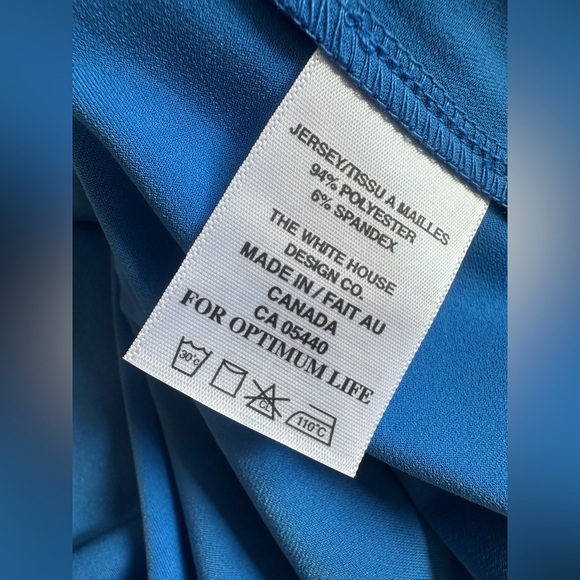 JERSEY/TISSU A MAILLES
94% POLYESTER
6% SPANDEX
THE WHITE HOUSE
DESIGN CO.
MADE IN / FAIT AU
CANADA
CA 05440
FOR OPTIMUM LIFE
30°C CL 110°C